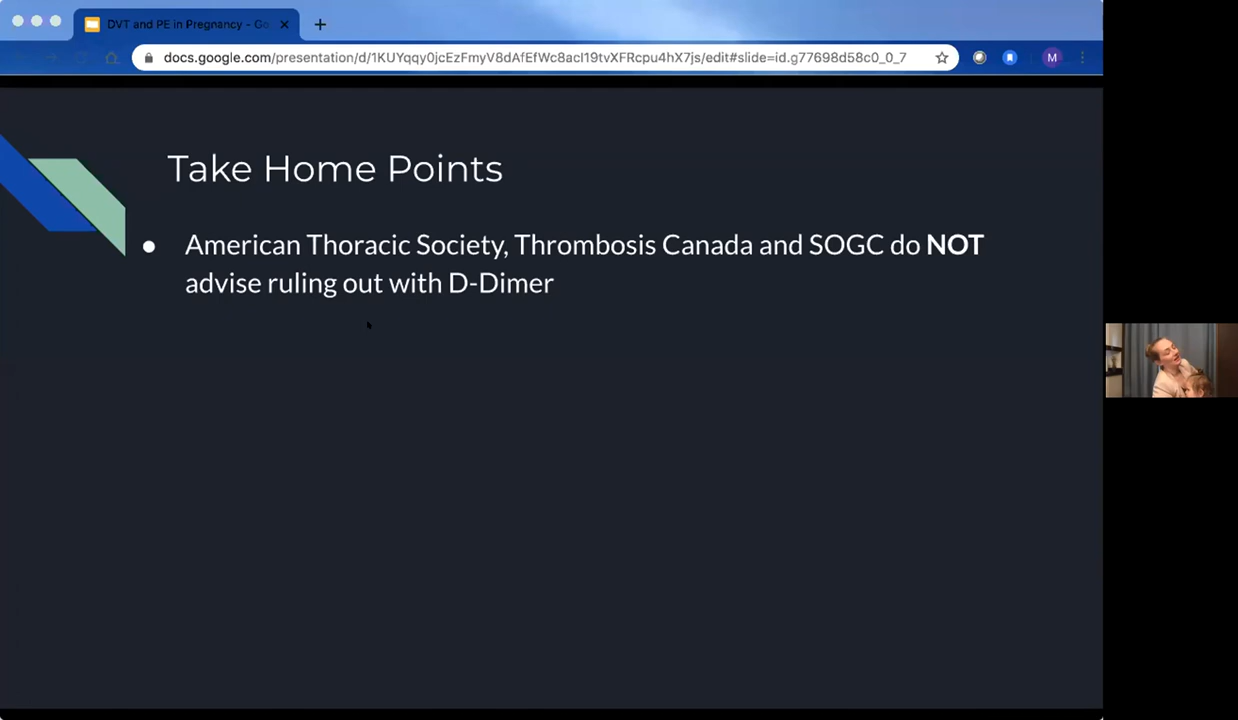 DVT and PE in Pregnancy - Go
docs.google.com/presentation/d/1KUYqqy0jcEzFmyV8dAfEfWc8acI19tvXFRcpu4hX7js/edit#slide=id.g77698d58c0_0_7
M
Take Home Points
American Thoracic Society, Thrombosis Canada and SOGC do NOT
advise ruling out with D-Dimer